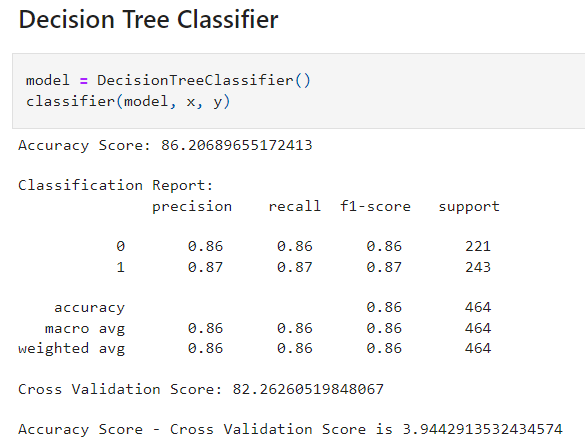 Decision Tree Classifier
model = DecisionTreeClassifier()
classifier(model, x, y)
Accuracy Score: 86.20689655172413
Classification Report:
precision recall f1-score support
0 0.86 0.86 0.86 221
1 0.87 0.87 0.87 243
accuracy 0.86 464
macro avg 0.86 0.86 0.86 464
weighted avg 0.86 0.86 0.86 464
Cross Validation Score: 82.26260519848067
Accuracy Score - Cross Validation Score is 3.9442913532434574